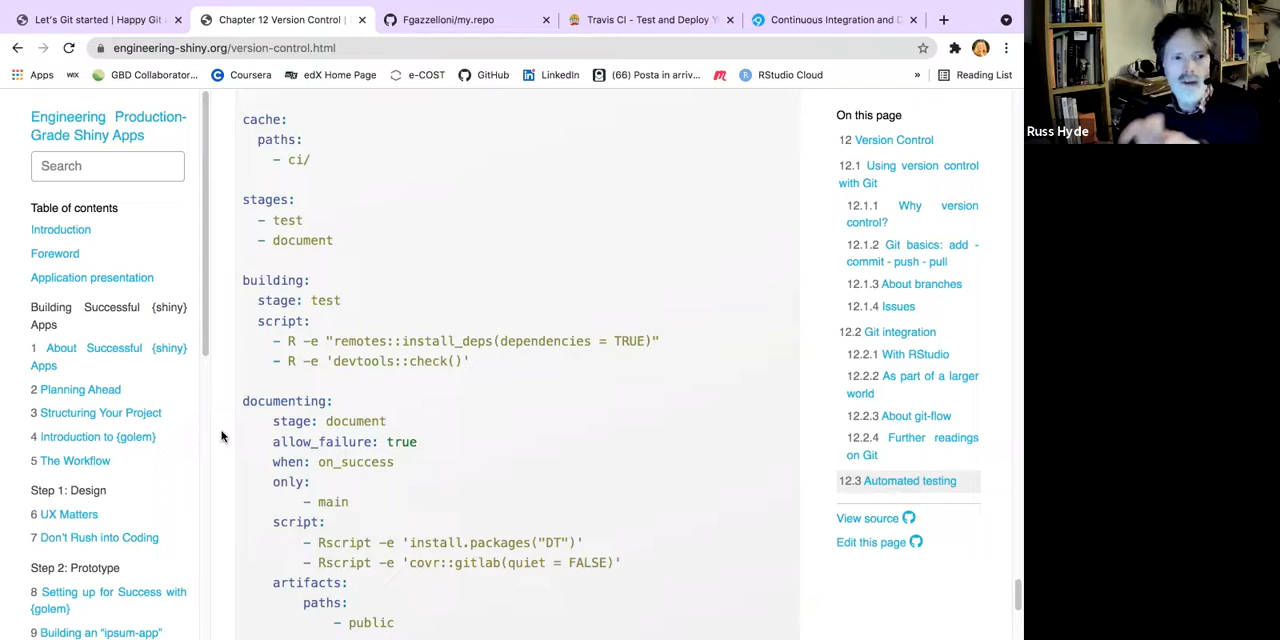 Let's Git started | Happy Git
Chapter 12 Version Control |
Fgazzelloni/my.repo
Travis CI - Test and Deploy Y
Continuous Integration and D
engineering-shiny.org/version-control.html
Apps
WIX
GBD Collaborator...
Coursera
edX Home Page
e-COST
GitHub
LinkedIn
(66) Posta in arriv...
RStudio Cloud
»
Reading List
Engineering Production-
Grade Shiny Apps
Search
Table of contents
Introduction
Foreword
Application presentation
Building Successful {shiny}
Apps
1 About Successful {shiny}
Apps
2 Planning Ahead
3 Structuring Your Project
4 Introduction to {golem}
5 The Workflow
Step 1: Design
6 UX Matters
7 Don't Rush into Coding
Step 2: Prototype
8 Setting up for Success with
{golem}
9 Building an "ipsum-app"
cache:
paths:
- ci/
stages:
- test
- document
building:
stage: test
script:
- R -e "remotes::install_deps(dependencies = TRUE)"
- R -e 'devtools::check()'
documenting:
stage: document
allow_failure: true
when: on_success
only:
- main
script:
- Rscript -e 'install.packages("DT")'
- Rscript -e 'covr::gitlab(quiet = FALSE)'
artifacts:
paths:
- public
On this page
12 Version Control
12.1 Using version control
with Git
12.1.1 Why version
control?
12.1.2 Git basics: add -
commit - push - pull
12.1.3 About branches
12.1.4 Issues
12.2 Git integration
12.2.1 With RStudio
12.2.2 As part of a larger
world
12.2.3 About git-flow
12.2.4 Further readings
on Git
12.3 Automated testing
View source
Edit this page
Russ Hyde